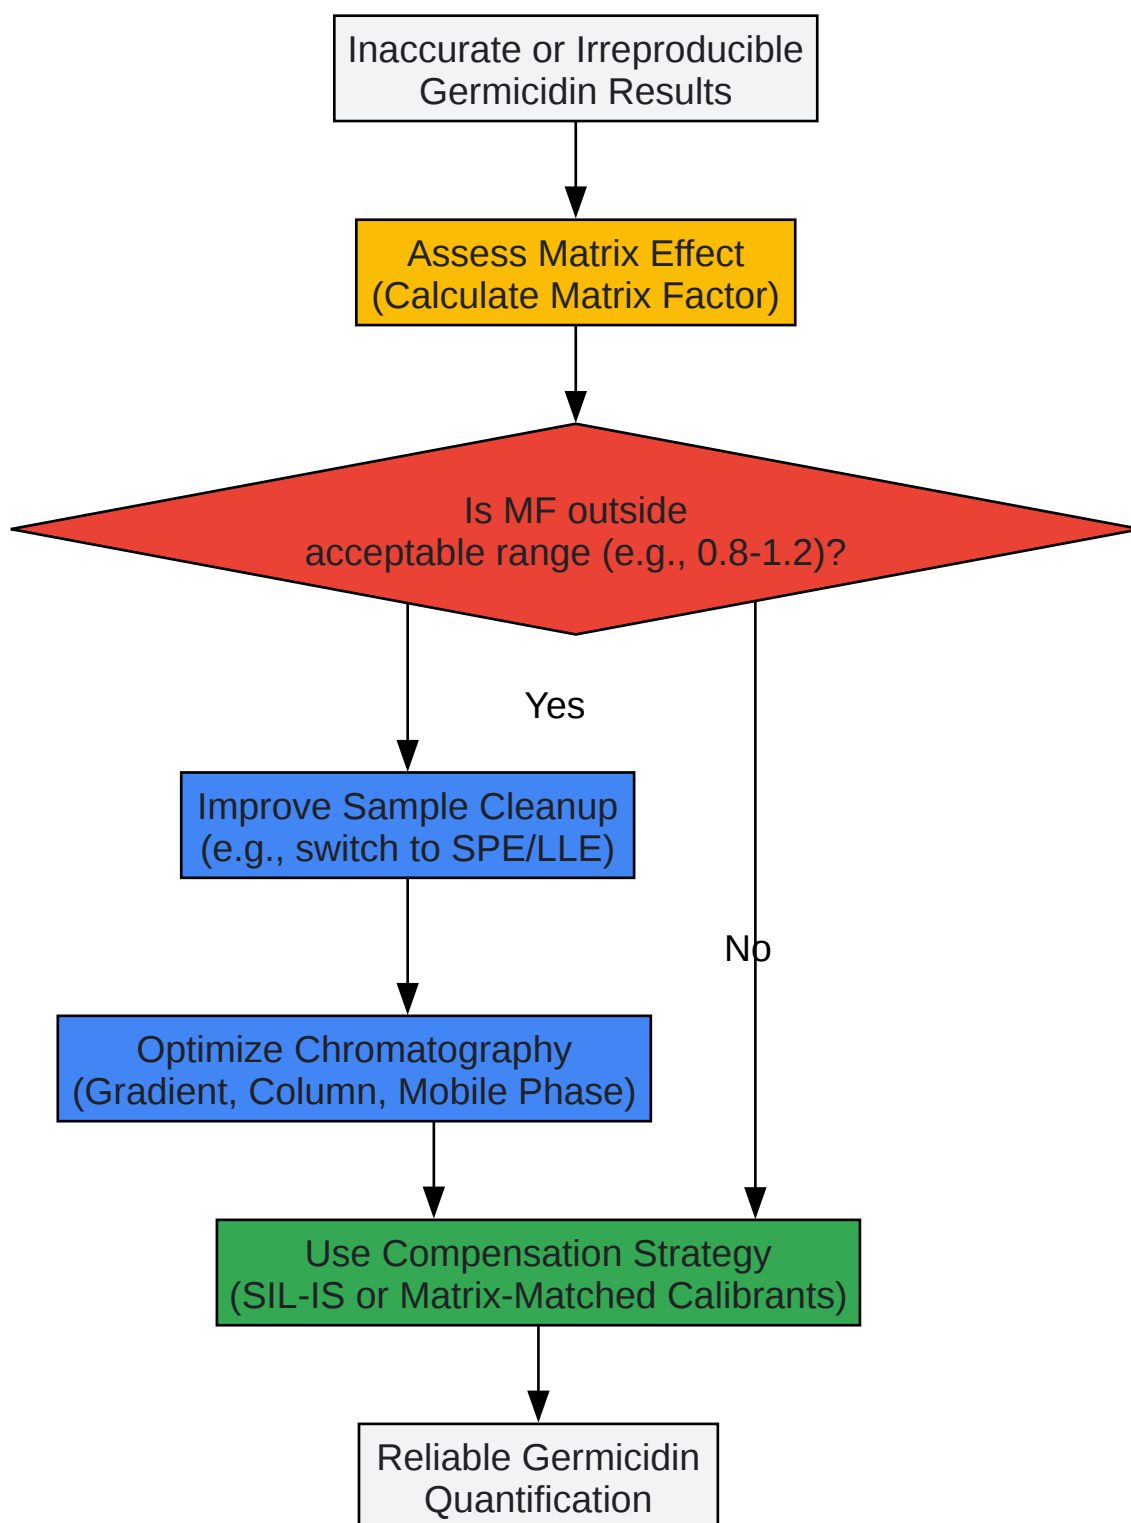 Inaccurate or Irreproducible
Germicidin Results
Assess Matrix Effect
(Calculate Matrix Factor)
Is MF outside
acceptable range (e.g., 0.8-1.2)?
Yes
Improve Sample Cleanup
(e.g., switch to SPE/LLE)
No
Optimize Chromatography
(Gradient, Column, Mobile Phase)
Use Compensation Strategy
(SIL-IS or Matrix-Matched Calibrants)
Reliable Germicidin
Quantification